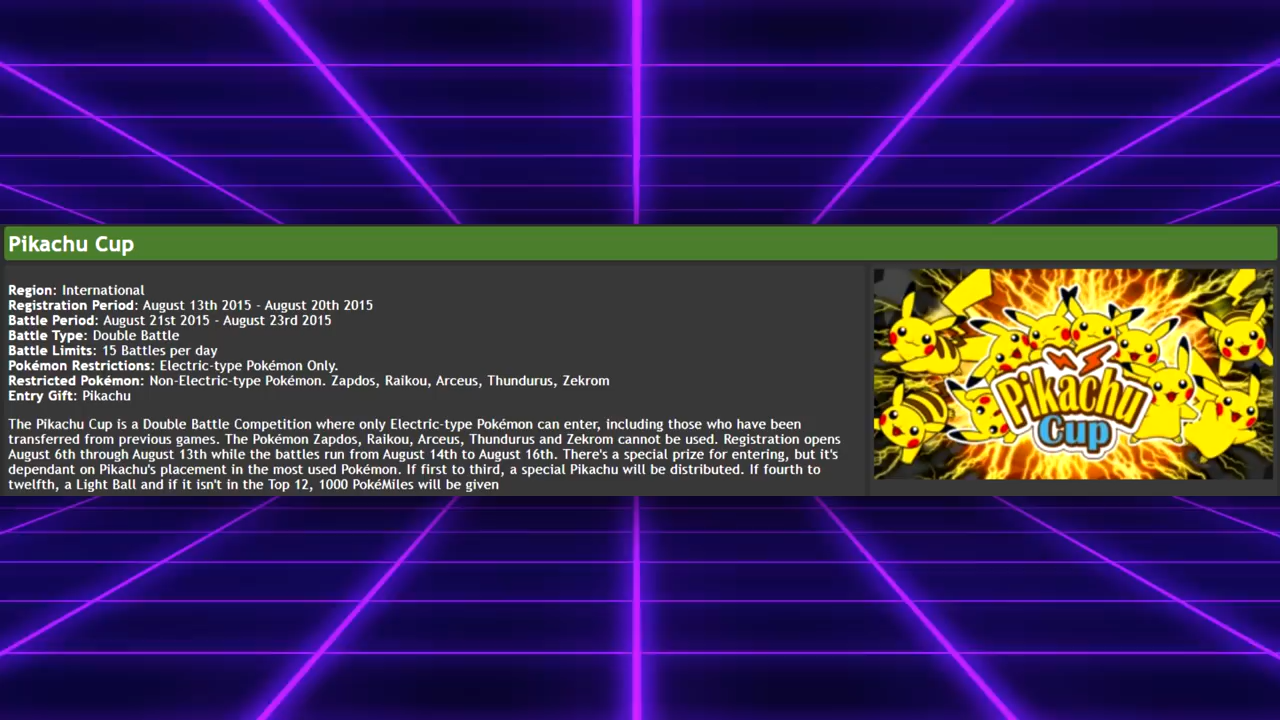 Pikachu Cup
Region: International
Registration Period: August 13th 2015 - August 20th 2015
Battle Period: August 21st 2015 - August 23rd 2015
Battle Type: Double Battle
Battle Limits: 15 Battles per day
Pokémon Restrictions: Electric-type Pokémon Only.
Restricted Pokémon: Non-Electric-type Pokémon. Zapdos, Raikou, Arceus, Thundurus, Zekrom
Entry Gift: Pikachu
The Pikachu Cup is a Double Battle Competition where only Electric-type Pokémon can enter, including those who have been
transferred from previous games. The Pokémon Zapdos, Raikou, Arceus, Thundurus and Zekrom cannot be used. Registration opens
August 6th through August 13th while the battles run from August 14th to August 16th. There's a special prize for entering, but it's
dependant on Pikachu's placement in the most used Pokémon. If first to third, a special Pikachu will be distributed. If fourth to
twelfth, a Light Ball and if it isn't in the Top 12, 1000 PokéMiles will be given
Pikachu
Cup